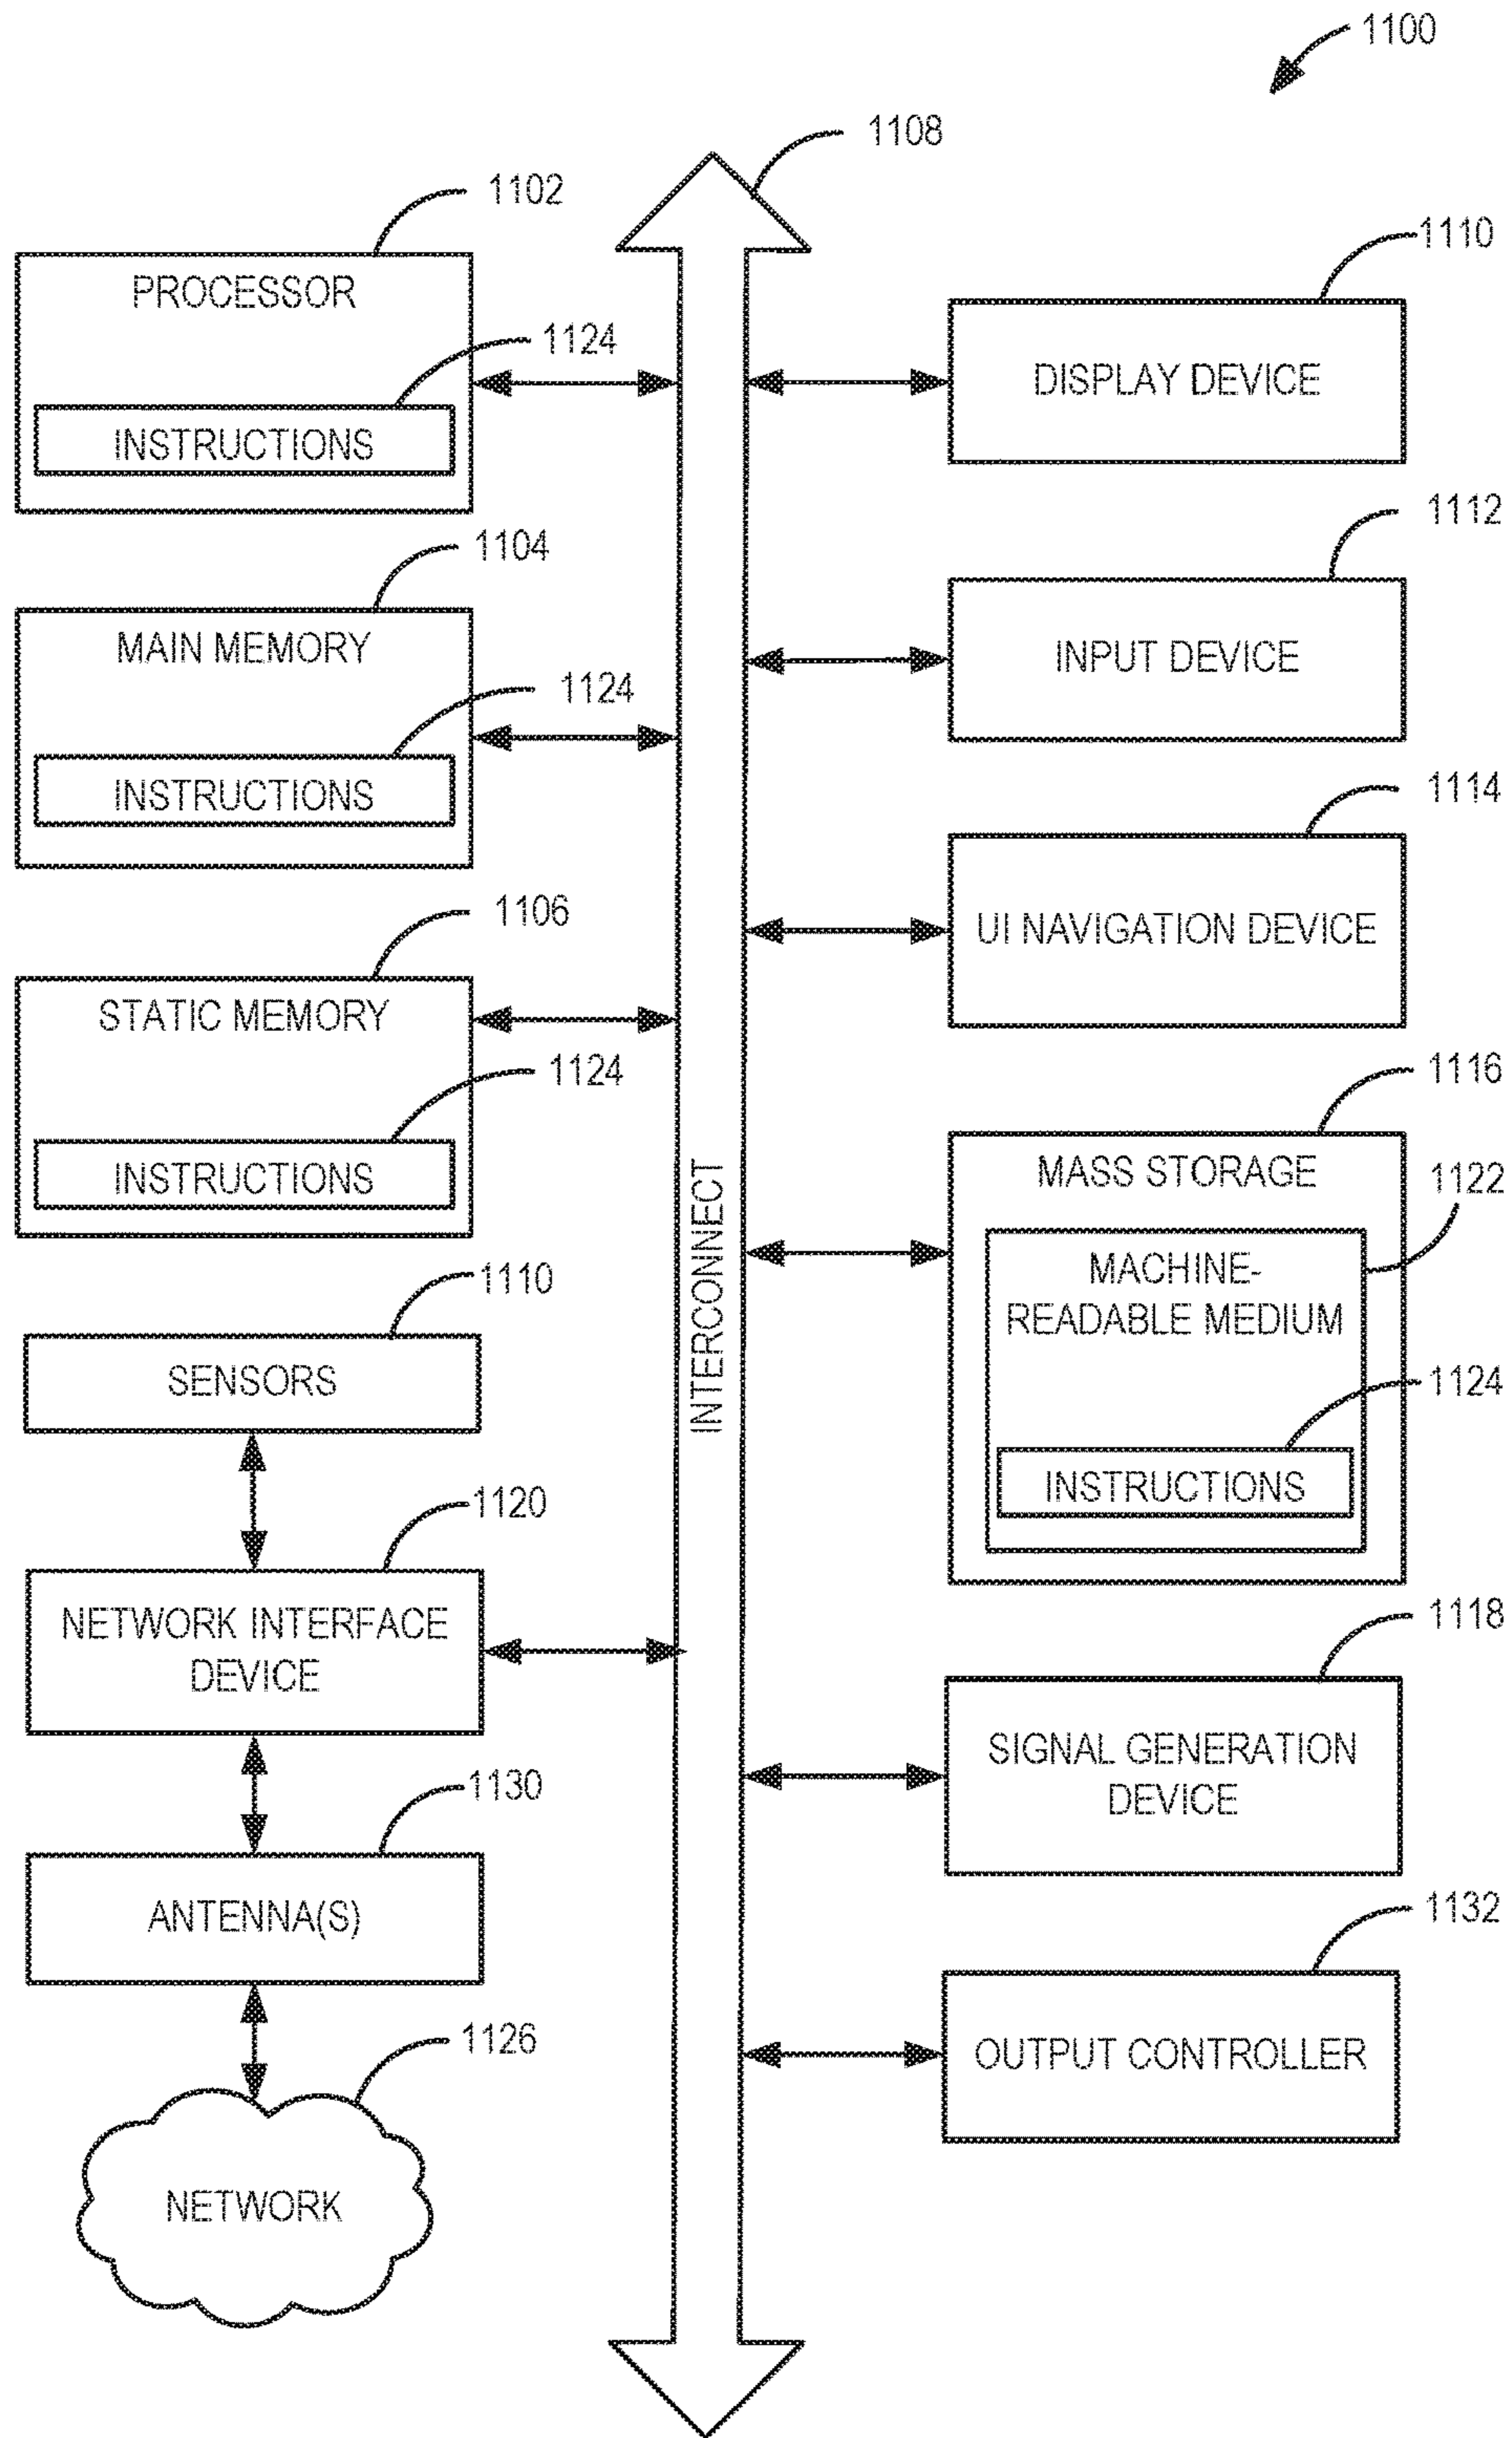 1100
1108
1102
PROCESSOR
1124
INSTRUCTIONS
1104
MAIN MEMORY
1124
INSTRUCTIONS
1106
STATIC MEMORY
1124
INSTRUCTIONS
1110
SENSORS
1120
NETWORK INTERFACE
DEVICE
1130
ANTENNA(S)
1126
NETWORK
INTERCONNECT
1110
DISPLAY DEVICE
1112
INPUT DEVICE
1114
UI NAVIGATION DEVICE
1116
MASS STORAGE
1122
MACHINE-
READABLE MEDIUM
1124
INSTRUCTIONS
1118
SIGNAL GENERATION
DEVICE
1132
OUTPUT CONTROLLER